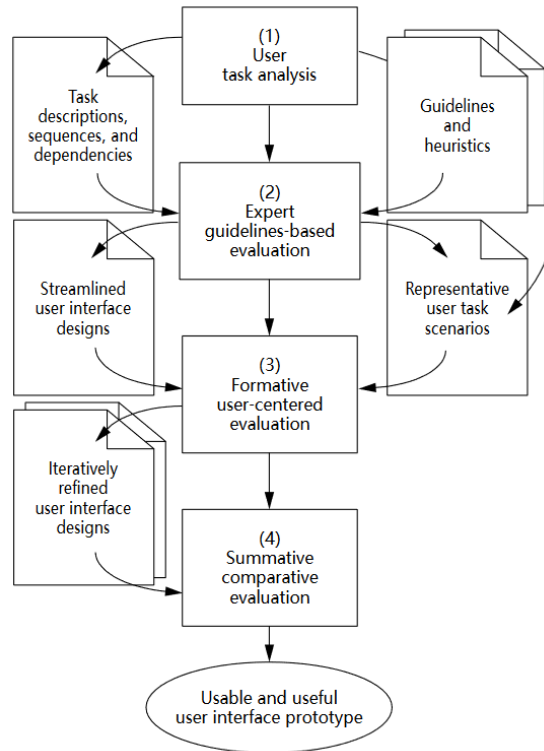 (1)
User
task analysis
Task
descriptions,
sequences, and
dependencies
Guidelines
and
heuristics
(2)
Expert
guidelines-based
evaluation
Streamlined
user interface
designs
Representative
user task
scenarios
(3)
Formative
user-centered
evaluation
Iteratively
refined
user interface
designs
(4)
Summative
comparative
evaluation
Usable and useful
user interface prototype